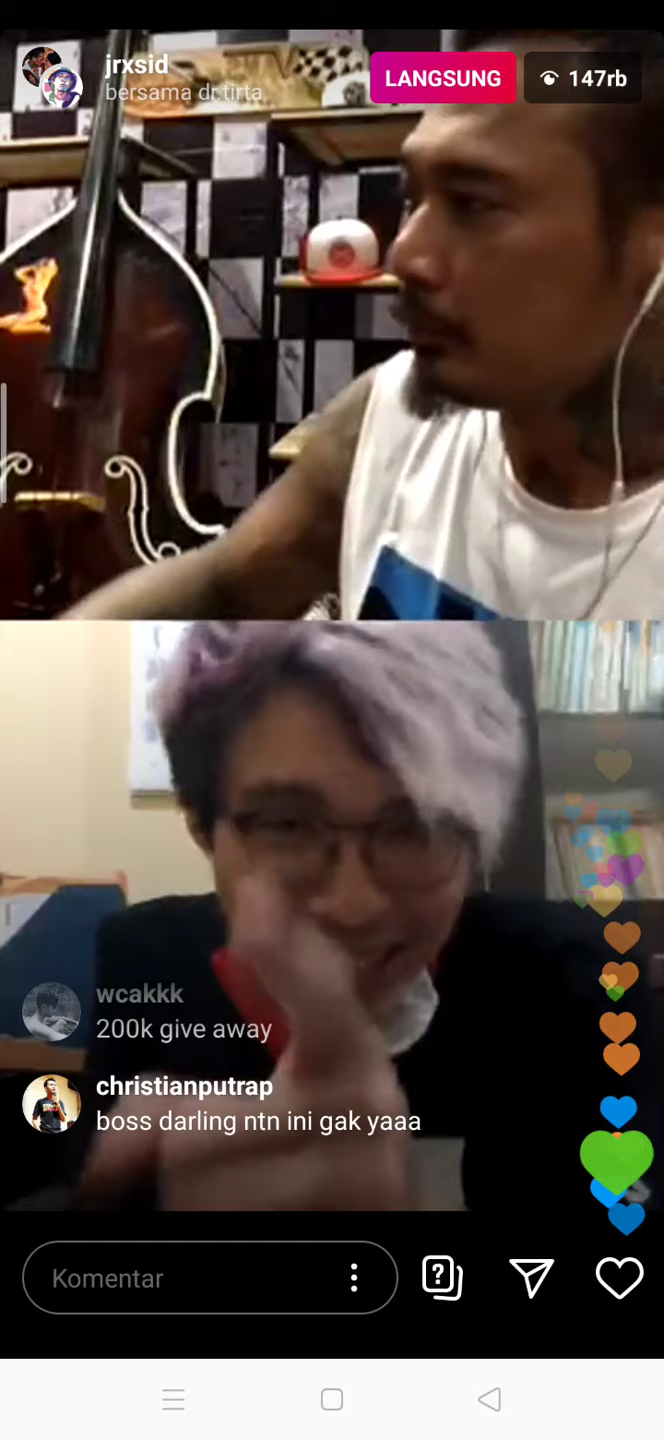 jrxsid
bersama dr.tirta
LANGSUNG
147rb
wcakkk
200k give away
christianputrap
boss darling ntn ini gak yaaa
Komentar